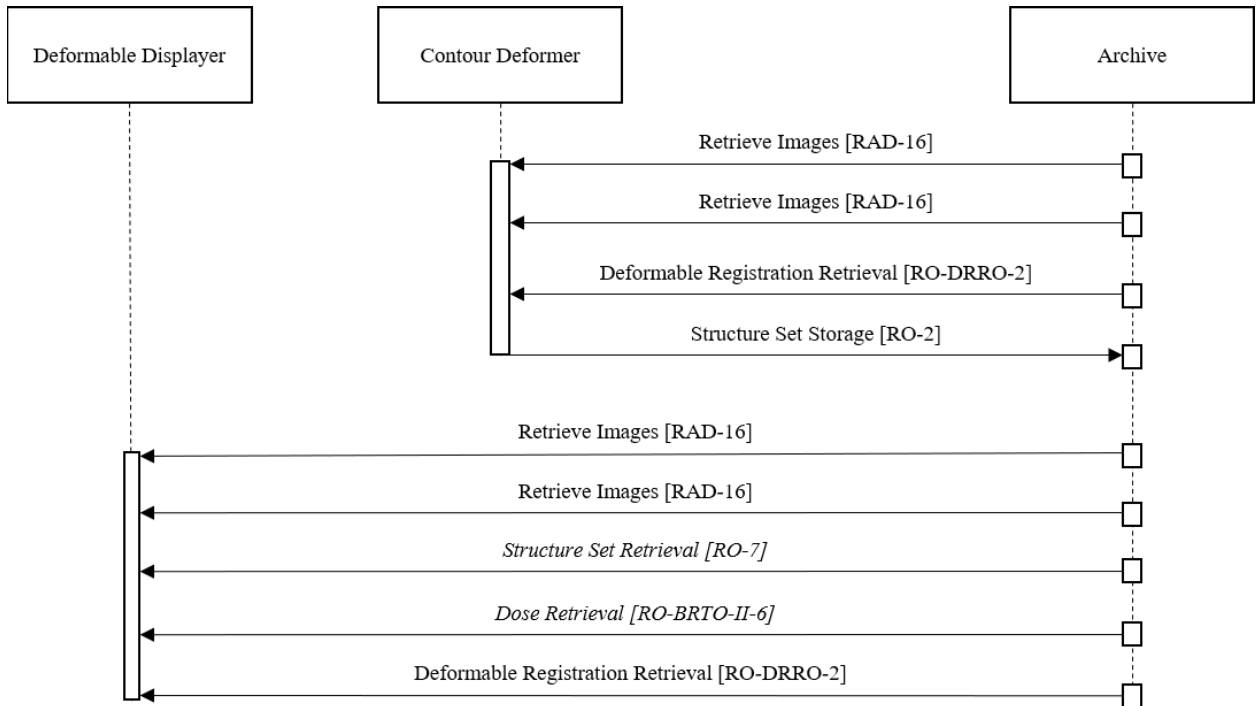 Deformable Displayer
Contour Deformer
Archive
Retrieve Images [RAD-16]
Retrieve Images [RAD-16]
Deformable Registration Retrieval [RO-DRRO-2]
Structure Set Storage [RO-2]
Retrieve Images [RAD-16]
Retrieve Images [RAD-16]
Structure Set Retrieval [RO-7]
Dose Retrieval [RO-BRTO-II-6]
Deformable Registration Retrieval [RO-DRRO-2]